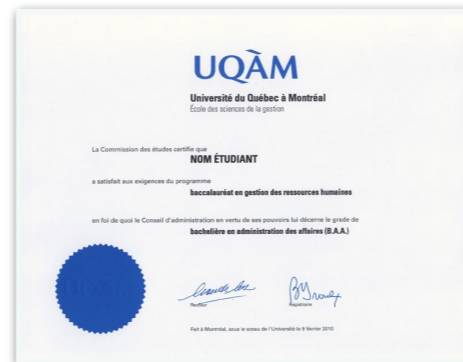 UQÀM
Université du Québec à Montréal
École des sciences de la gestion
La Commission des études certifie que
NOM ÉTUDIANT
a satisfait aux exigences du programme
baccalauréat en gestion des ressources humaines
en foi de quoi le Conseil d'administration en vertu de ses pouvoirs lui décerne le grade de
bachelière en administration des affaires (B.A.A.)
UQÀM
Recteur
Registraire
Fait à Montréal, sous le sceau de l'Université le 9 février 2010